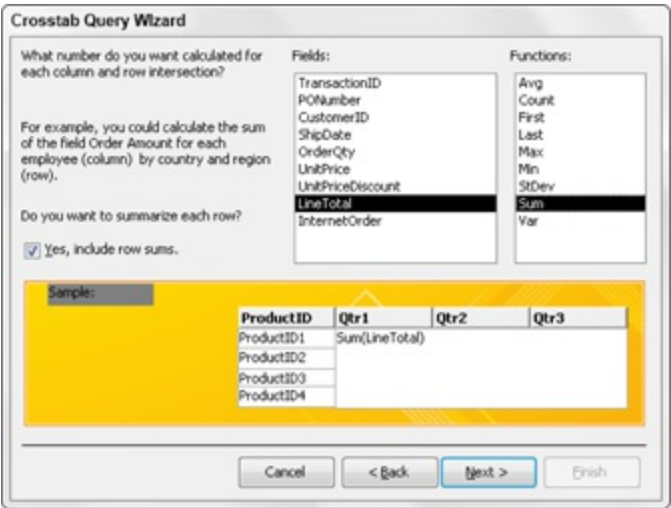 Crosstab Query Wizard
What number do you want calculated for
each column and row intersection?
For example, you could calculate the sum
of the field Order Amount for each
employee (column) by country and region
(row).
Do you want to summarize each row?
Yes, include row sums.
Fields:
TransactionID
PONumber
CustomerID
ShipDate
OrderQty
UnitPrice
UnitPriceDiscount
LineTotal
InternetOrder
Functions:
Avg
Count
First
Last
Max
Min
StDev
Sum
Var
Sample:
ProductID Qtr1 Qtr2 Qtr3
ProductID1 Sum(LineTotal)
ProductID2
ProductID3
ProductID4
Cancel < Back Next > Finish